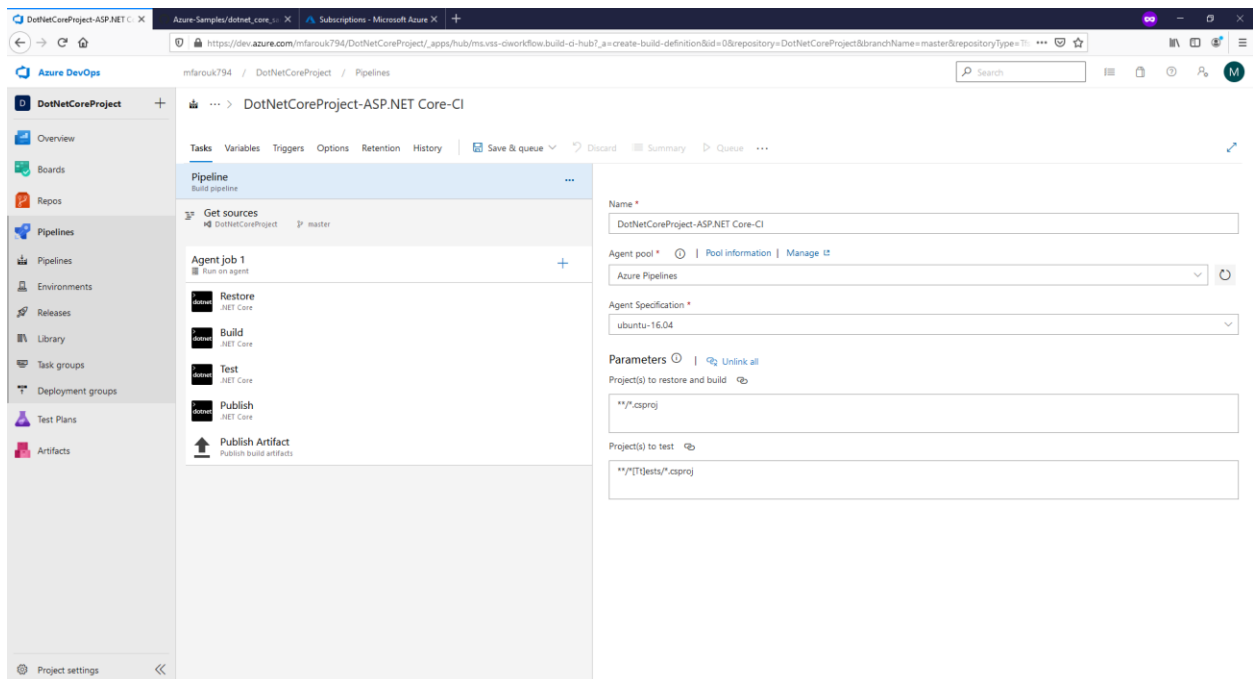 DotNetCoreProject-ASP.NET C
Azure-Samples/dotnet_core_sa
Subscriptions - Microsoft Azure
https://dev.azure.com/mfarouk794/DotNetCoreProject/_apps/hub/ms.vss-ciworkflow.build-ci-hub?_a=create-build-definition&id=0&repository=DotNetCoreProject&branchName=master&repositoryType=
Azure DevOps
mfarouk794 / DotNetCoreProject / Pipelines
Search
M
D DotNetCoreProject
Overview
Boards
Repos
Pipelines
Pipelines
Environments
Releases
Library
Task groups
Deployment groups
Test Plans
Artifacts
Project settings
... > DotNetCoreProject-ASP.NET Core-CI
Tasks Variables Triggers Options Retention History Save & queue Discard Summary Queue ...
Pipeline
Build pipeline
Get sources
DotNetCoreProject master
Agent job 1
Run on agent
dotnet Restore
.NET Core
dotnet Build
.NET Core
dotnet Test
.NET Core
dotnet Publish
.NET Core
Publish Artifact
Publish build artifacts
Name *
DotNetCoreProject-ASP.NET Core-CI
Agent pool * | Pool information | Manage
Azure Pipelines
Agent Specification *
ubuntu-16.04
Parameters | Unlink all
Project(s) to restore and build
**/*.csproj
Project(s) to test
**/*[Tt]ests/*.csproj